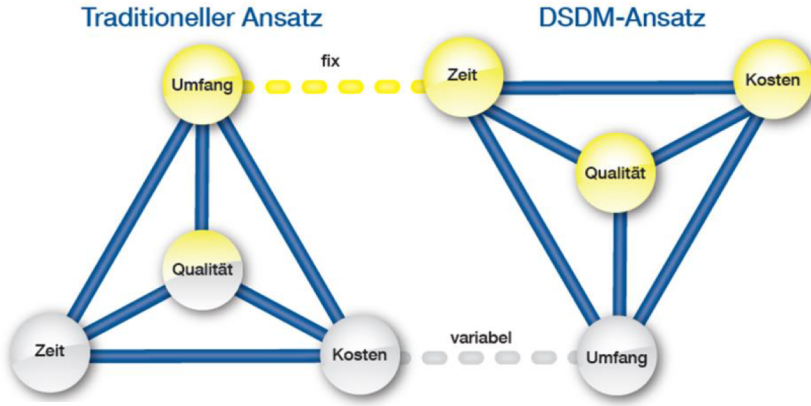 Traditioneller Ansatz
DSDM-Ansatz
Umfang
fix
Zeit
Kosten
Qualität
Qualität
Zeit
Kosten
variabel
Umfang